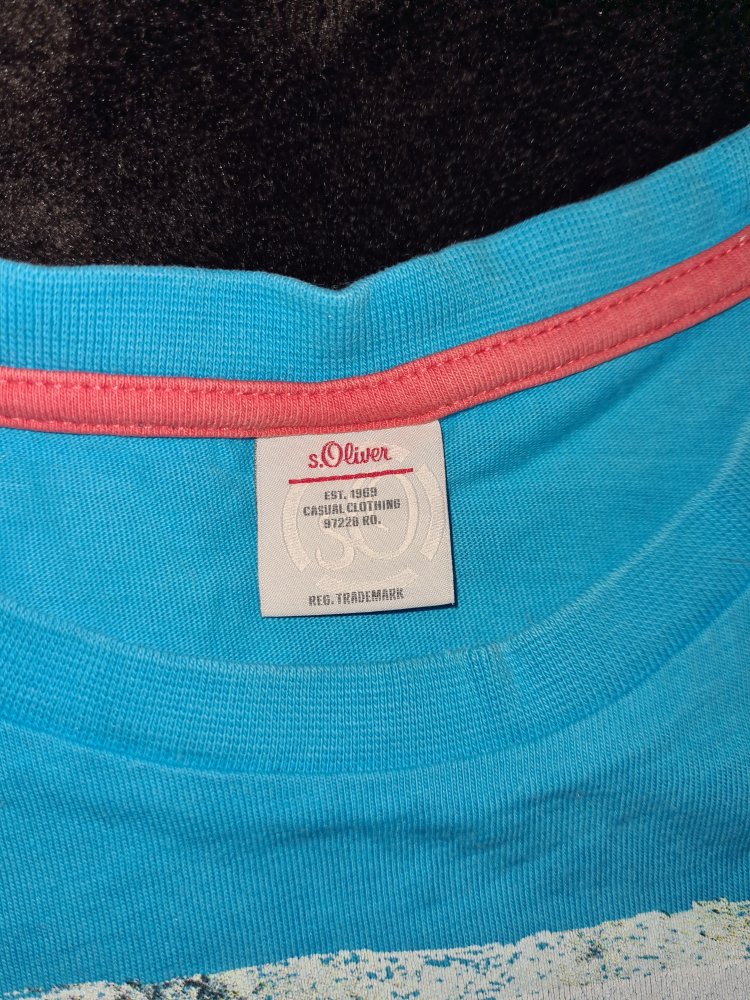 s.Oliver
EST. 1969
CASUAL CLOTHING
97228 RO.
REG. TRADEMARK